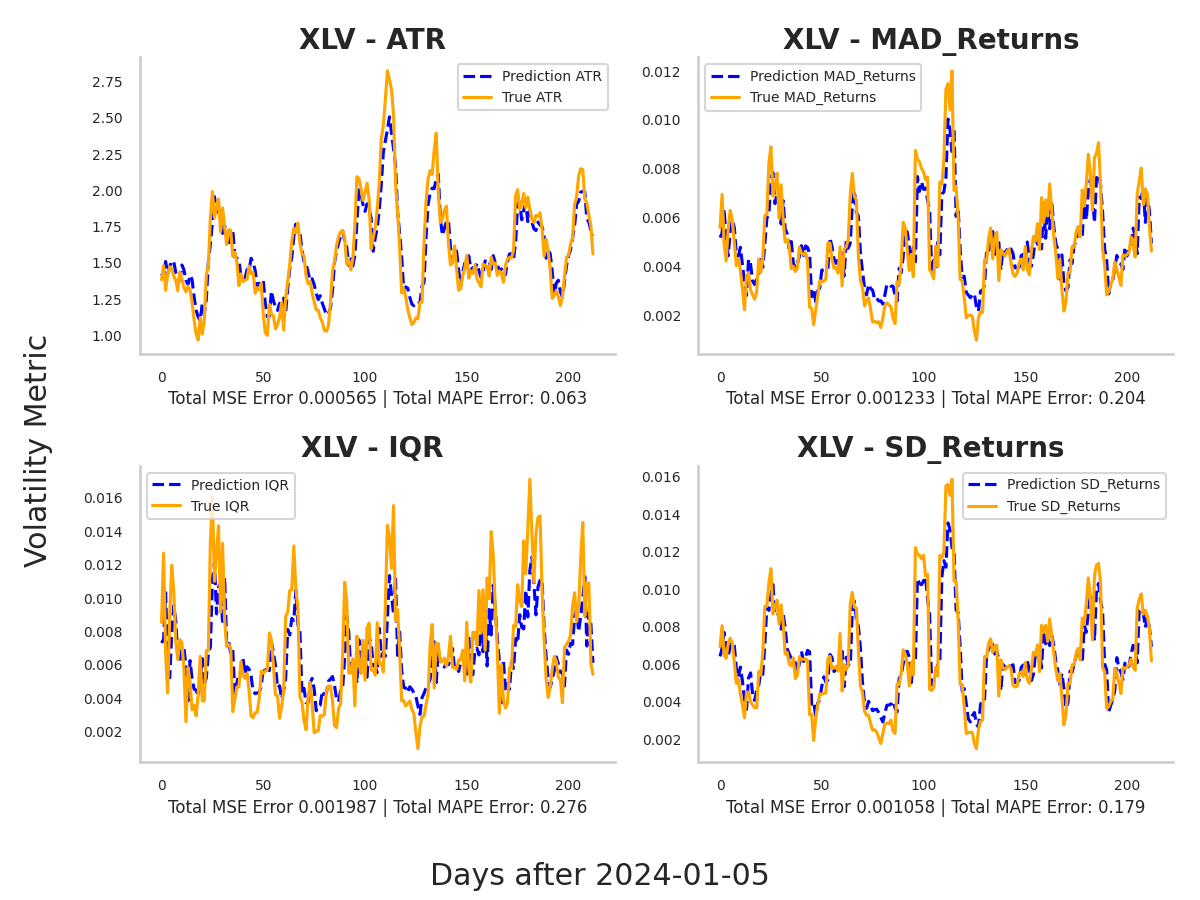 XLV - ATR
2.75
2.50
2.25
2.00
1.75
1.50
1.25
1.00
0
50
100
150
200
Prediction ATR
True ATR
Total MSE Error 0.000565 | Total MAPE Error: 0.063
XLV - MAD_Returns
0.012
0.010
0.008
0.006
0.004
0.002
0
50
100
150
200
Prediction MAD_Returns
True MAD_Returns
Total MSE Error 0.001233 | Total MAPE Error: 0.204
Volatility Metric
XLV - IQR
0.016
0.014
0.012
0.010
0.008
0.006
0.004
0.002
0
50
100
150
200
Prediction IQR
True IQR
Total MSE Error 0.001987 | Total MAPE Error: 0.276
XLV - SD_Returns
0.016
0.014
0.012
0.010
0.008
0.006
0.004
0.002
0
50
100
150
200
Prediction SD_Returns
True SD_Returns
Total MSE Error 0.001058 | Total MAPE Error: 0.179
Days after 2024-01-05